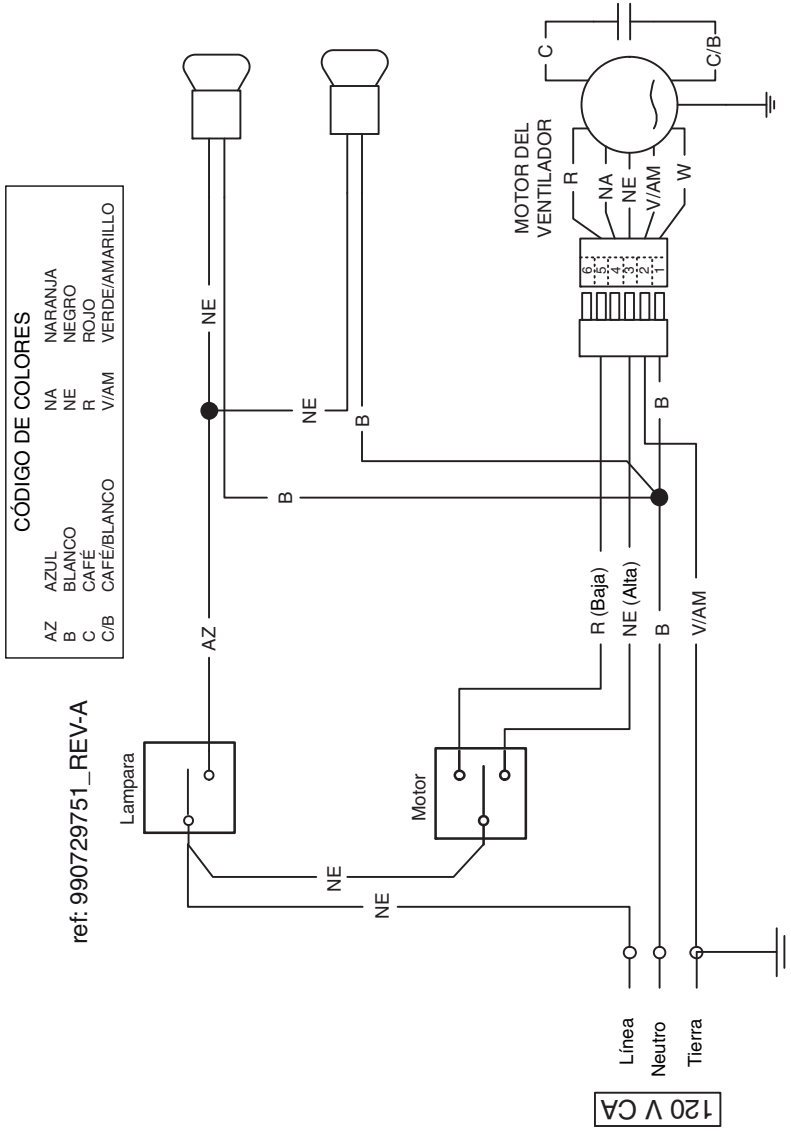 CÓDIGO DE COLORES
AZ AZUL NA NARANJA
B BLANCO NE NEGRO
C CAFÉ R ROJO
C/B CAFÉ/BLANCO V/AM VERDE/AMARILLO
ref: 990729751_REV-A
Lampara
AZ
NE
NE
B
B
Motor
NE
NE
R (Baja)
NE (Alta)
B
V/AM
B
MOTOR DEL
VENTILADOR
6
5
4
3
2
1
R
NA
NE
V/AM
W
C
C/B
Línea
Neutro
Tierra
120 V CA